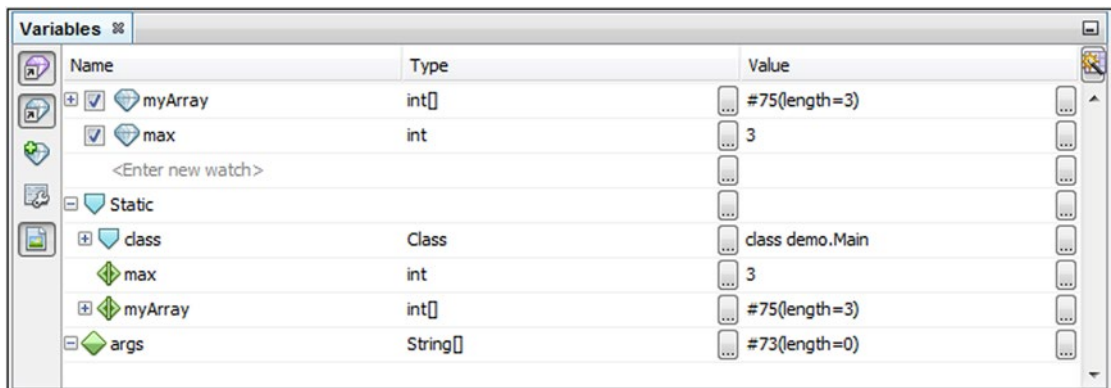 Variables
Name Type Value
myArray int[] ... #75(length=3) ...
max int ... 3 ...
<Enter new watch> ... ...
Static ... ...
class Class ... class demo.Main ...
max int ... 3 ...
myArray int[] ... #75(length=3) ...
args String[] ... #73(length=0) ...